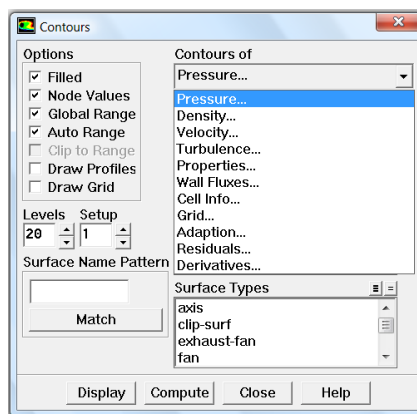 Contours
Options
Filled
Node Values
Global Range
Auto Range
Clip to Range
Draw Profiles
Draw Grid
Levels Setup
20 1
Surface Name Pattern
Match
Contours of
Pressure...
Pressure...
Density...
Velocity...
Turbulence...
Properties...
Wall Fluxes...
Cell Info...
Grid...
Adaption...
Residuals...
Derivatives...
Surface Types
axis
clip-surf
exhaust-fan
fan
Display Compute Close Help